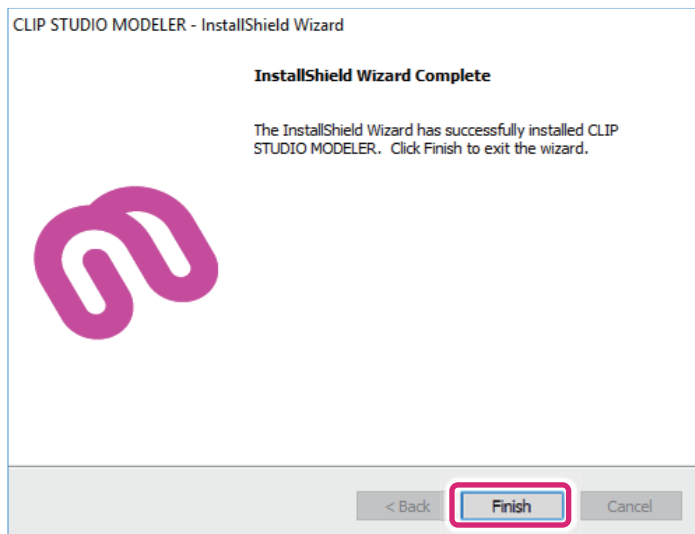 CLIP STUDIO MODELER - InstallShield Wizard
InstallShield Wizard Complete
The InstallShield Wizard has successfully installed CLIP
STUDIO MODELER.  Click Finish to exit the wizard.
< Back Finish Cancel